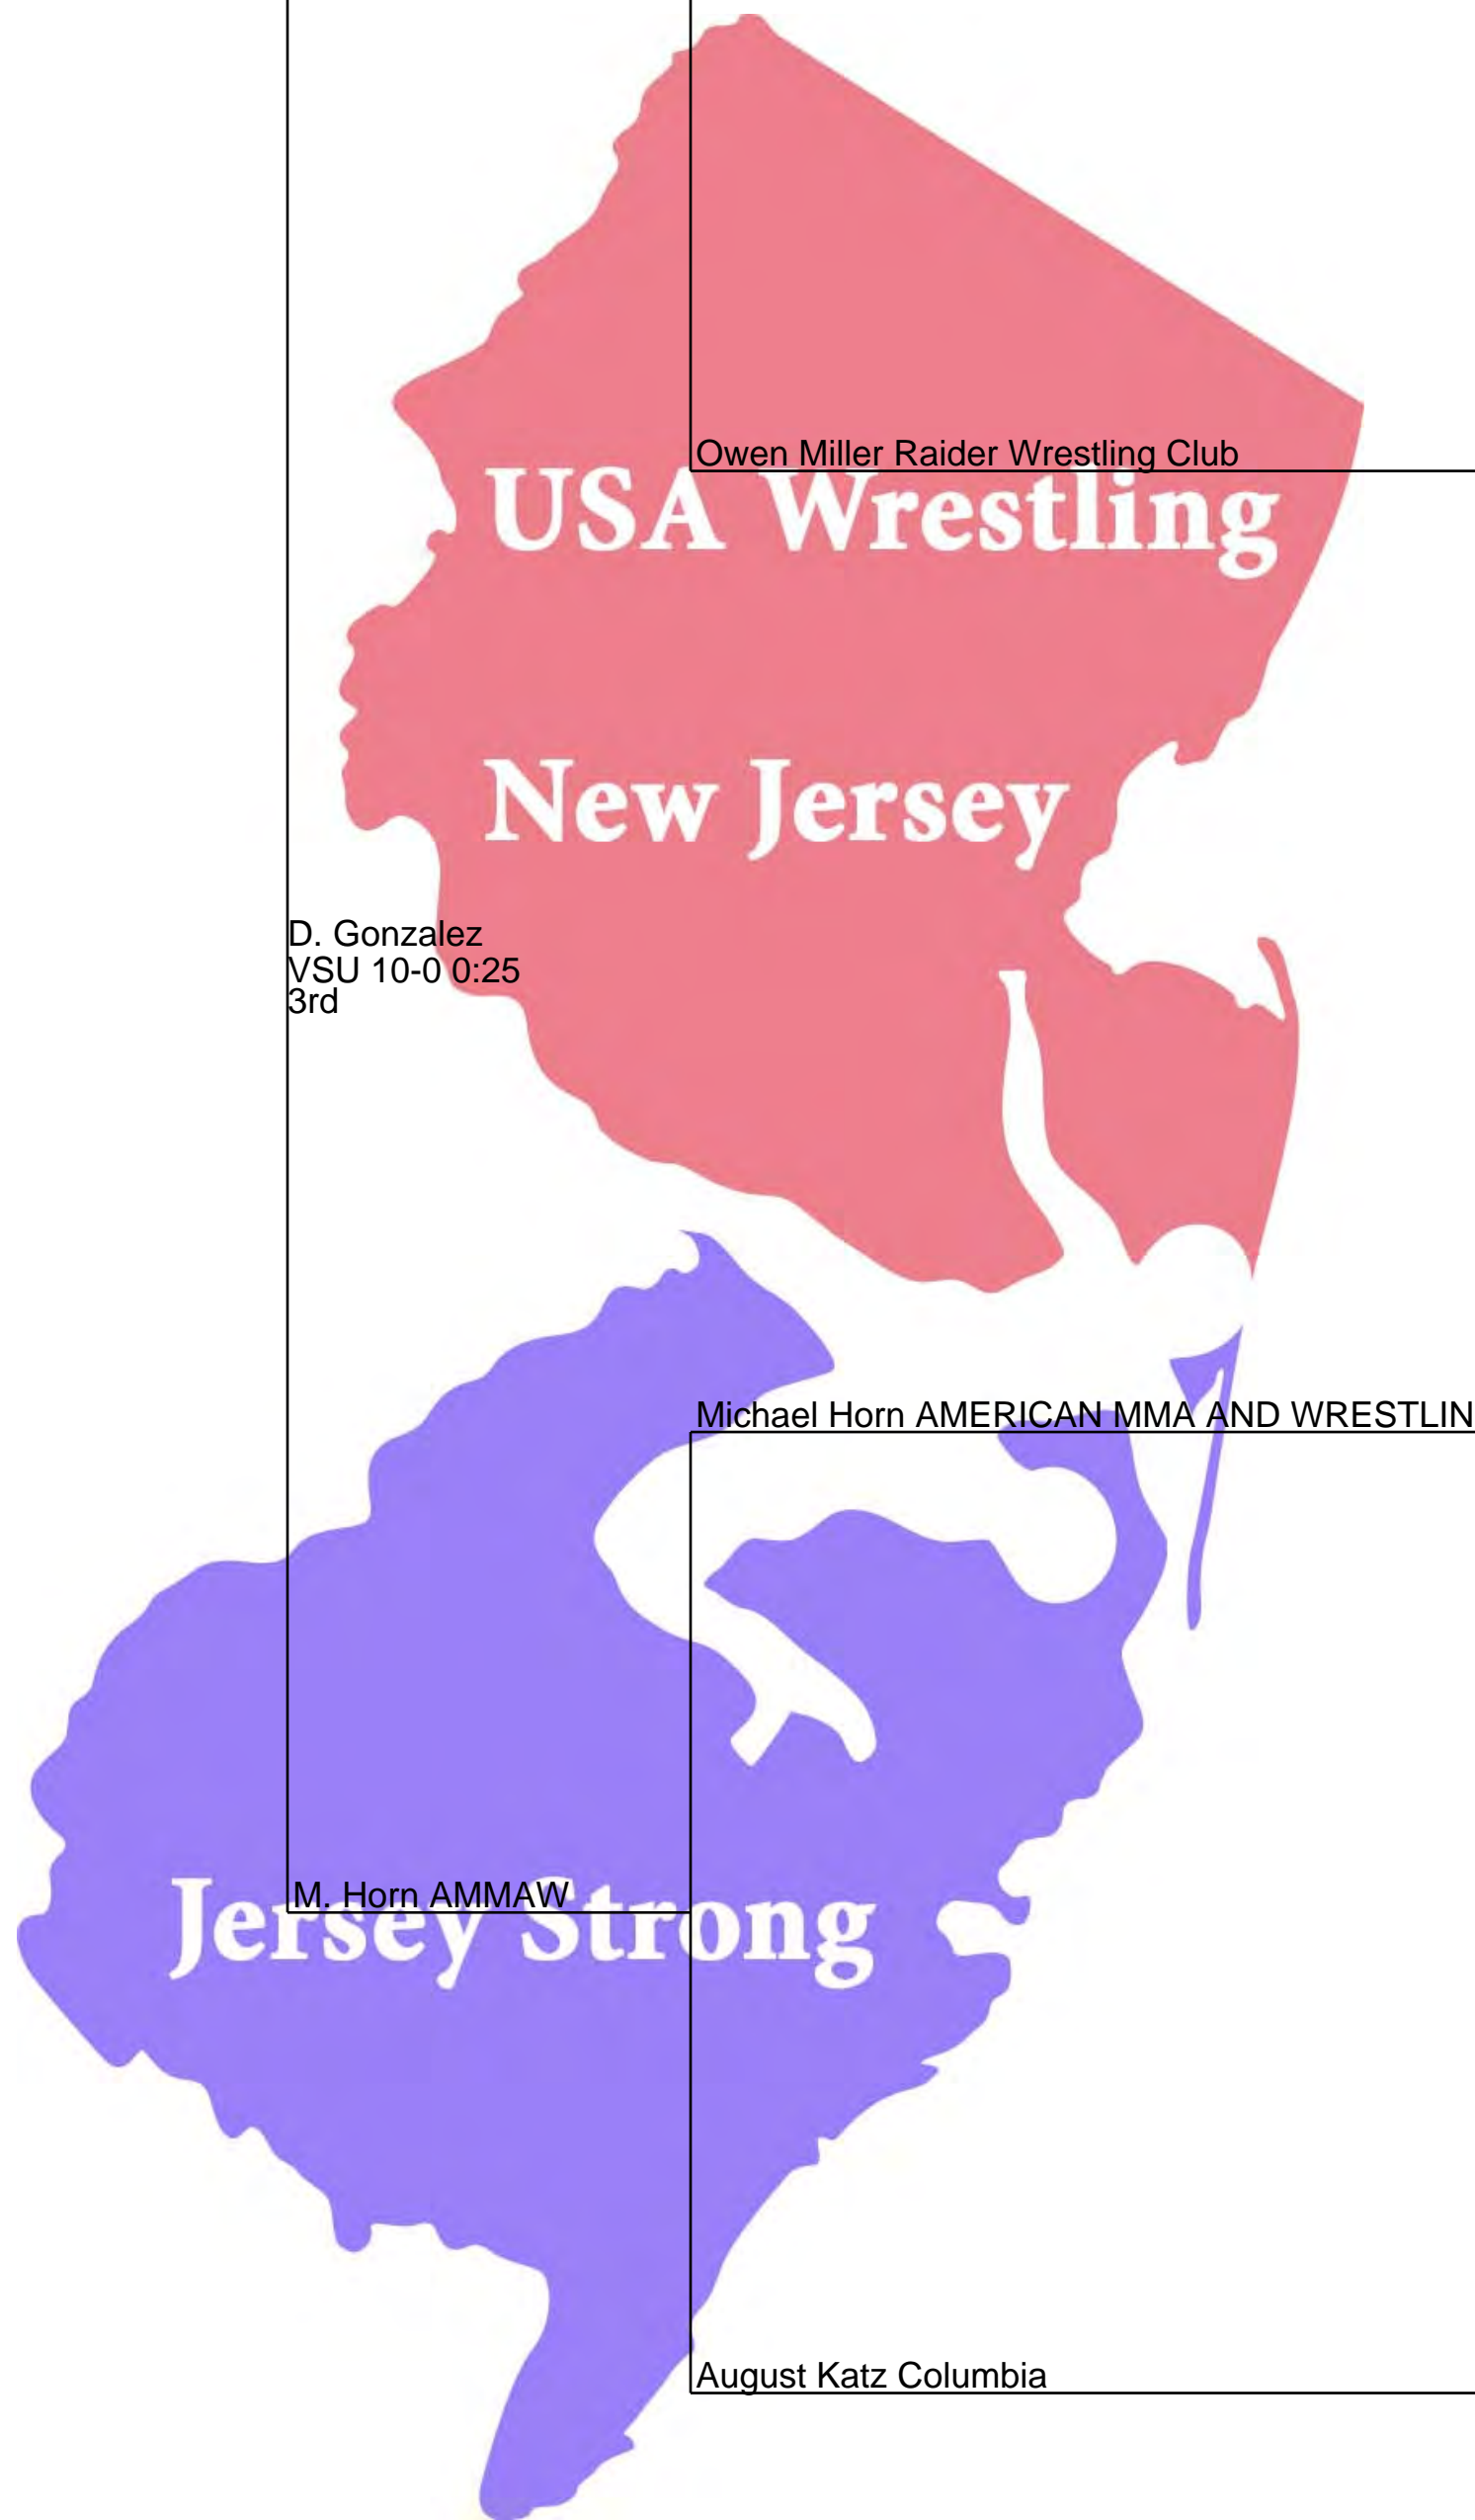 Owen Miller Raider Wrestling Club
USA Wrestling
New Jersey
D. Gonzalez
VSU 10-0 0:25
3rd
Michael Horn AMERICAN MMA AND WRESTLIN
M. Horn AMMAW
Jersey Strong
August Katz Columbia